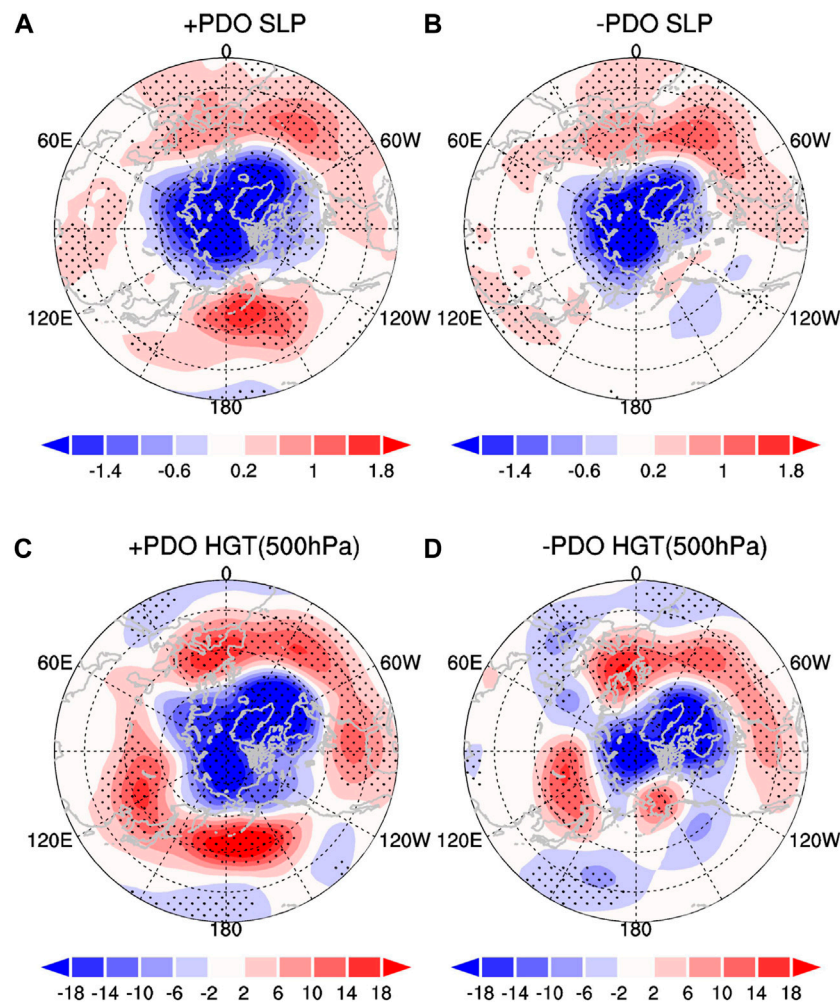 A +PDO SLP
0
60E 60W
120E 120W
180
-1.4 -0.6 0.2 1 1.8
B -PDO SLP
0
60E 60W
120E 120W
180
-1.4 -0.6 0.2 1 1.8
C +PDO HGT(500hPa)
0
60E 60W
120E 120W
180
-18 -14 -10 -6 -2 2 6 10 14 18
D -PDO HGT(500hPa)
0
60E 60W
120E 120W
180
-18 -14 -10 -6 -2 2 6 10 14 18